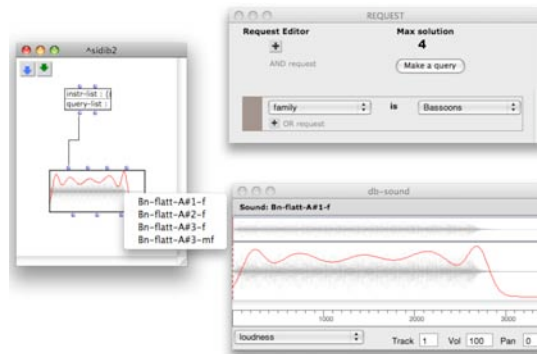 ^sidib2
instr-list : ()
query-list :
Bn-flatt-A#1-f
Bn-flatt-A#2-f
Bn-flatt-A#3-f
Bn-flatt-A#3-mf
REQUEST
Request Editor
Max solution
+
4
AND request
Make a query
family
is
Bassoons
+ OR request
db-sound
Sound: Bn-flatt-A#1-f
1000
2000
3000
loudness
Track 1 Vol 100 Pan 0